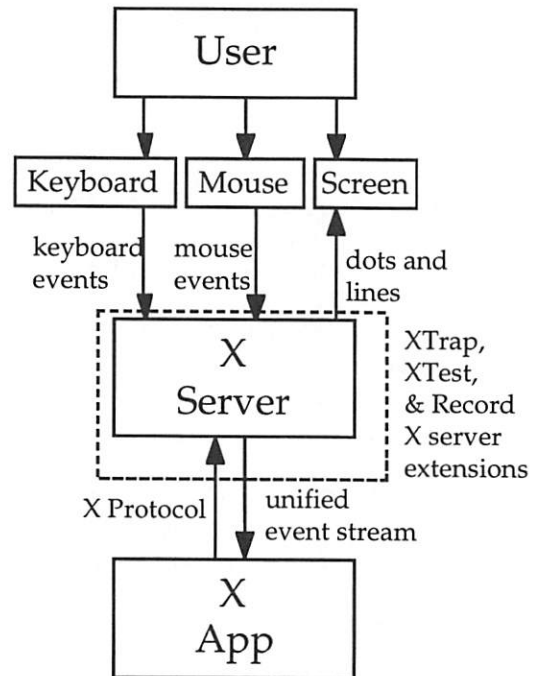 User
Keyboard
Mouse
Screen
keyboard
events
mouse
events
dots and
lines
X
Server
XTrap,
XTest,
& Record
X server
extensions
X Protocol
unified
event stream
X
App